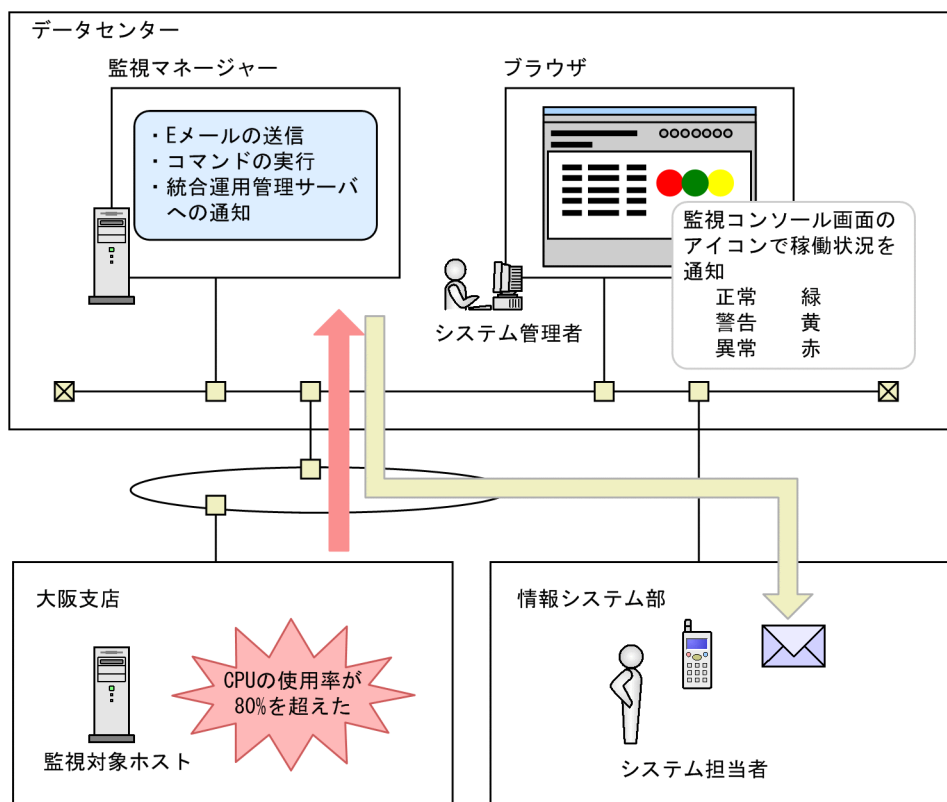 データセンター
監視マネージャー
・Eメールの送信
・コマンドの実行
・統合運用管理サーバ
への通知
ブラウザ
監視コンソール画面の
アイコンで稼働状況を
通知
正常 緑
警告 黄
異常 赤
システム管理者
大阪支店
CPUの使用率が
80%を超えた
監視対象ホスト
情報システム部
システム担当者